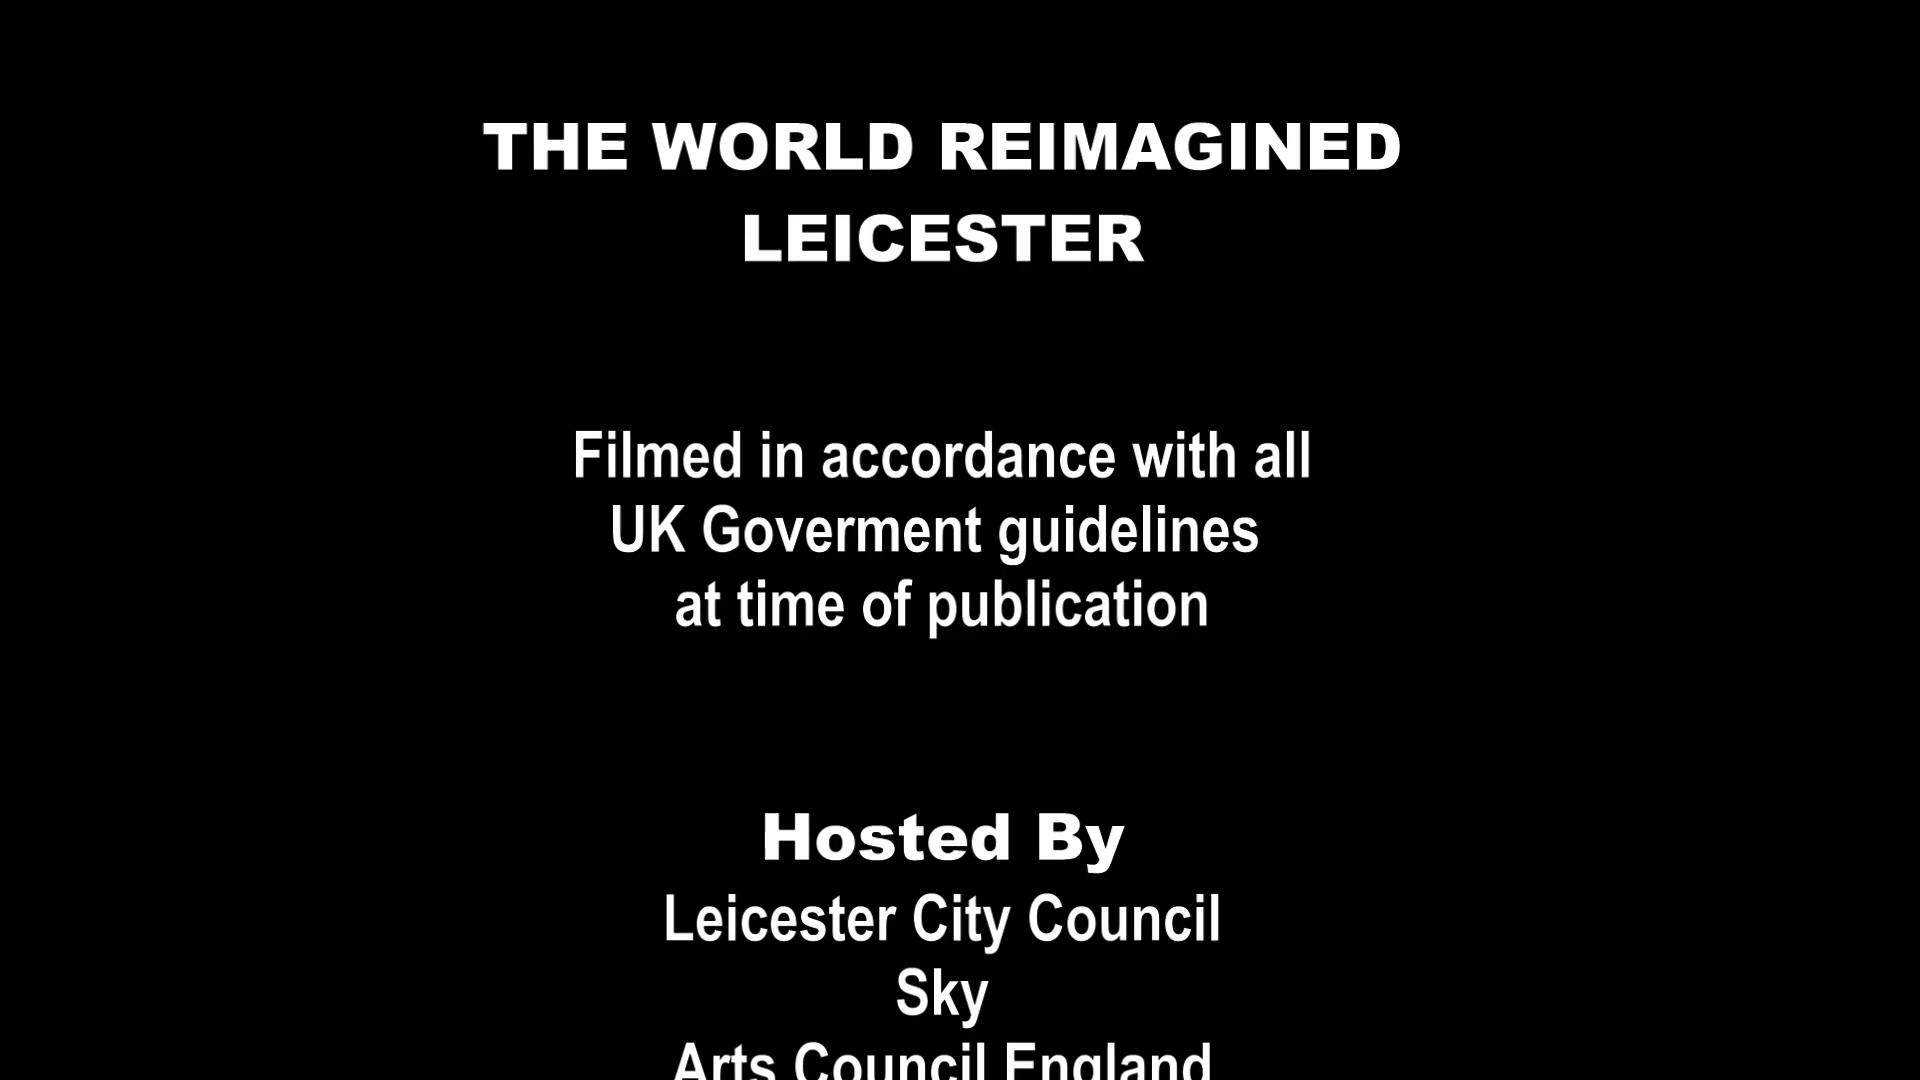 THE WORLD REIMAGINED
LEICESTER
Filmed in accordance with all
UK Goverment guidelines
at time of publication
Hosted By
Leicester City Council
Sky
Arts Council England